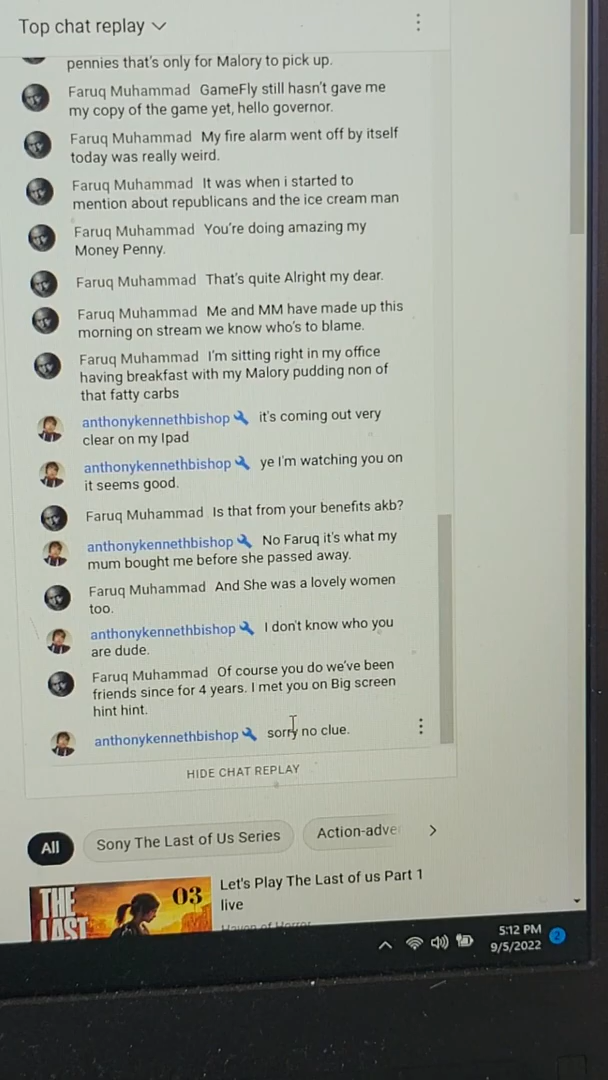 Top chat replay
pennies that's only for Malory to pick up.
Faruq Muhammad GameFly still hasn't gave me
my copy of the game yet, hello governor.
Faruq Muhammad My fire alarm went off by itself
today was really weird.
Faruq Muhammad It was when i started to
mention about republicans and the ice cream man
Faruq Muhammad You're doing amazing my
Money Penny.
Faruq Muhammad That's quite Alright my dear.
Faruq Muhammad Me and MM have made up this
morning on stream we know who's to blame.
Faruq Muhammad I'm sitting right in my office
having breakfast with my Malory pudding non of
that fatty carbs
anthonykennethbishop it's coming out very
clear on my Ipad
anthonykennethbishop ye I'm watching you on
it seems good.
Faruq Muhammad Is that from your benefits akb?
anthonykennethbishop No Faruq it's what my
mum bought me before she passed away.
Faruq Muhammad And She was a lovely women
too.
anthonykennethbishop I don't know who you
are dude.
Faruq Muhammad Of course you do we've been
friends since for 4 years. I met you on Big screen
hint hint.
anthonykennethbishop sorry no clue.
HIDE CHAT REPLAY
All
Sony The Last of Us Series
Action-adve
THE
LAST
03
Let's Play The Last of us Part 1
live
5:12 PM
9/5/2022
2